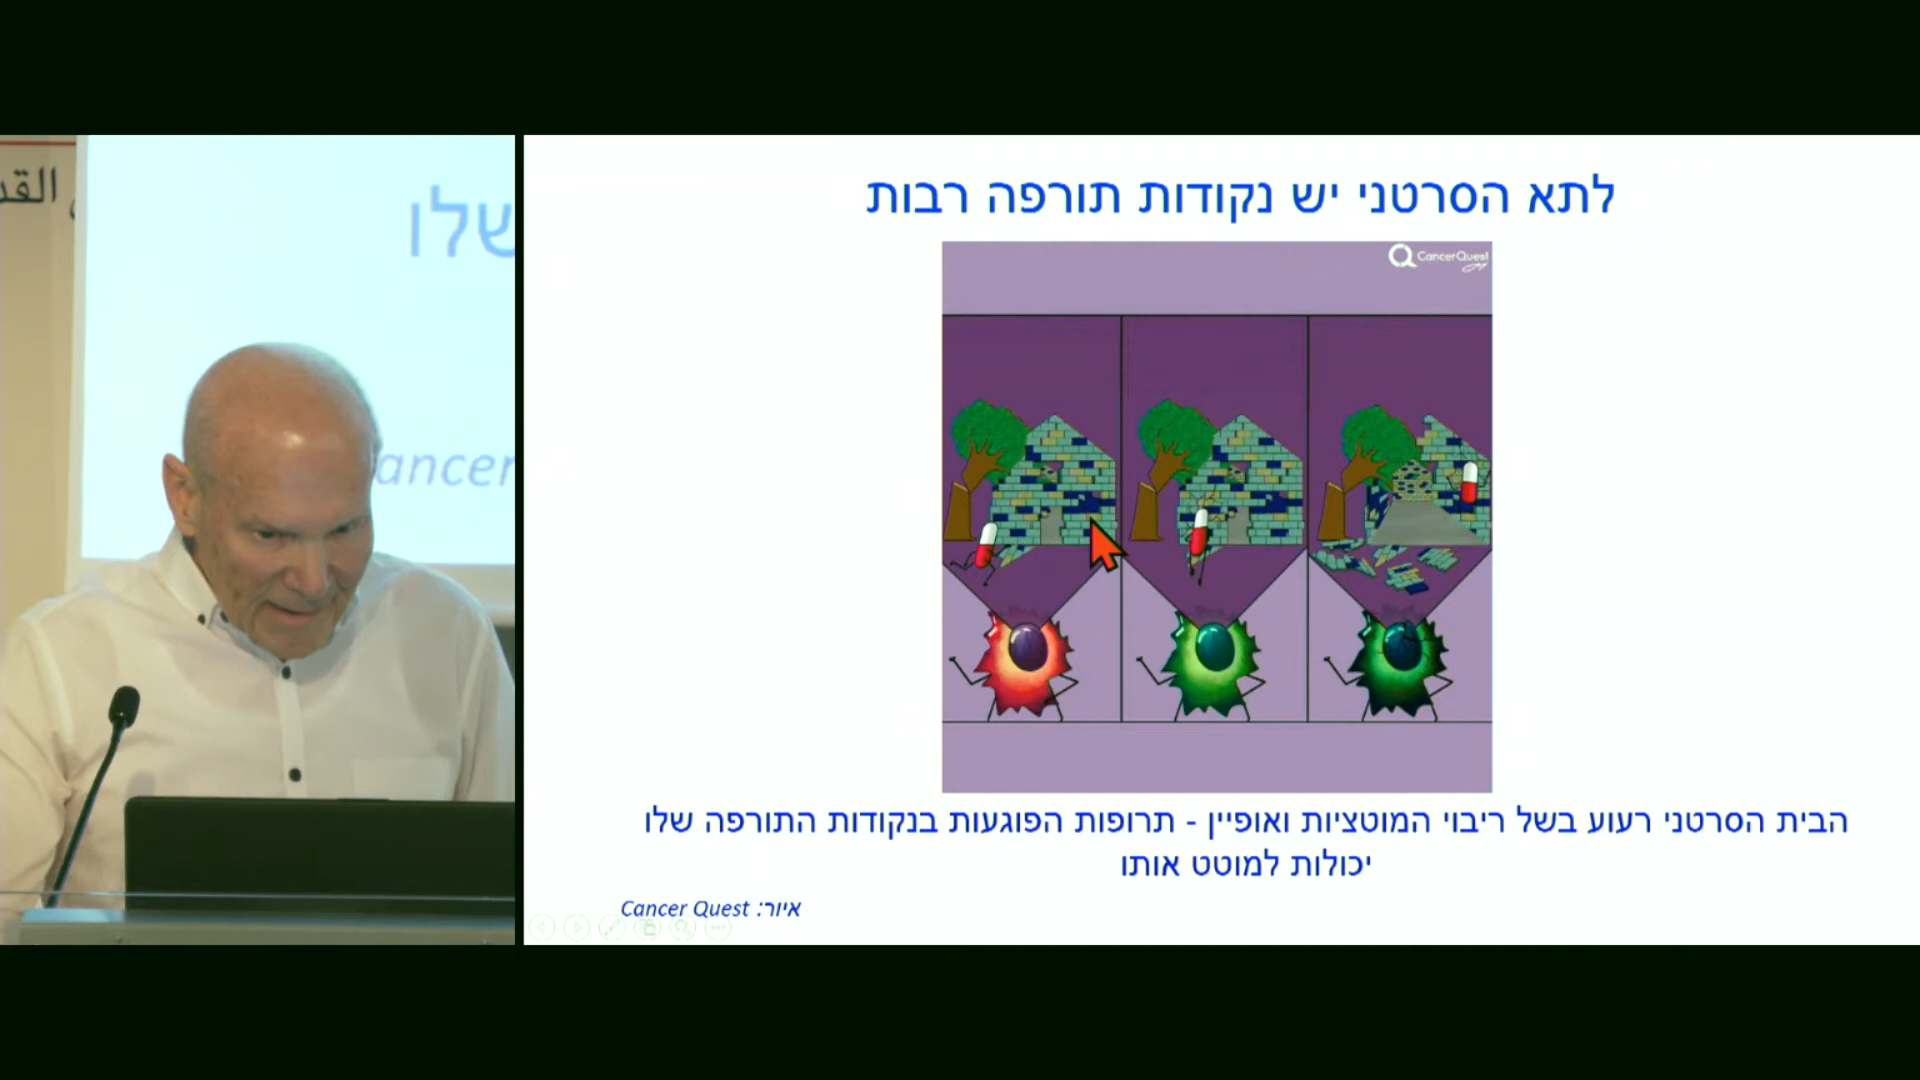 לתא הסרטני יש נקודות תורפה רבות
CancerQuest
הבית הסרטני רעוע בשל ריבוי המוטציות ואופיין - תרופות הפוגעות בנקודות התורפה שלו
יכולות למוטט אותו
איור: Cancer Quest
שלו
ancer